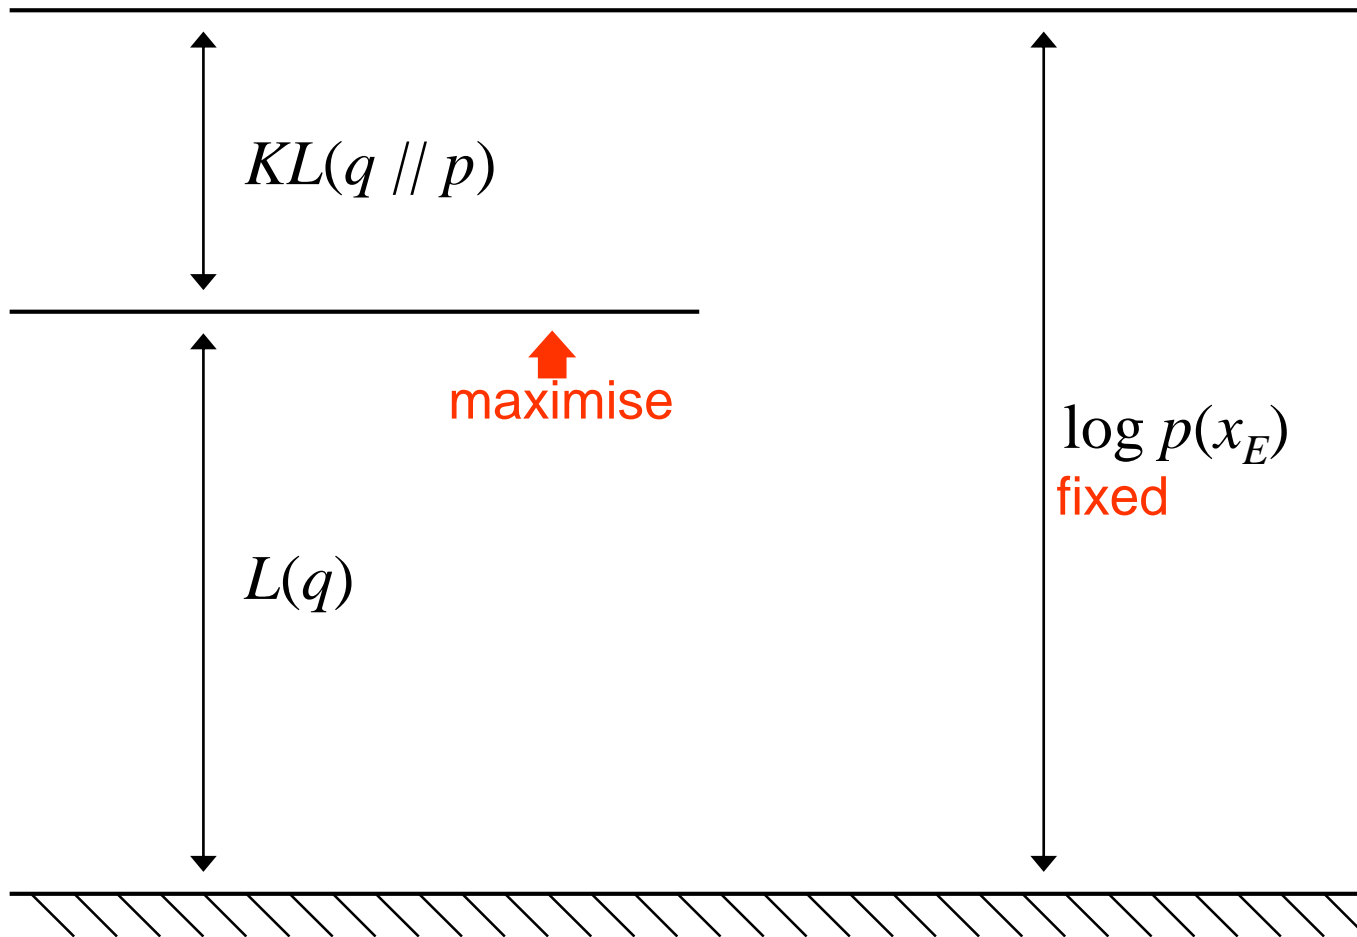 KL(q // p)
maximise
log p(x_E)
fixed
L(q)